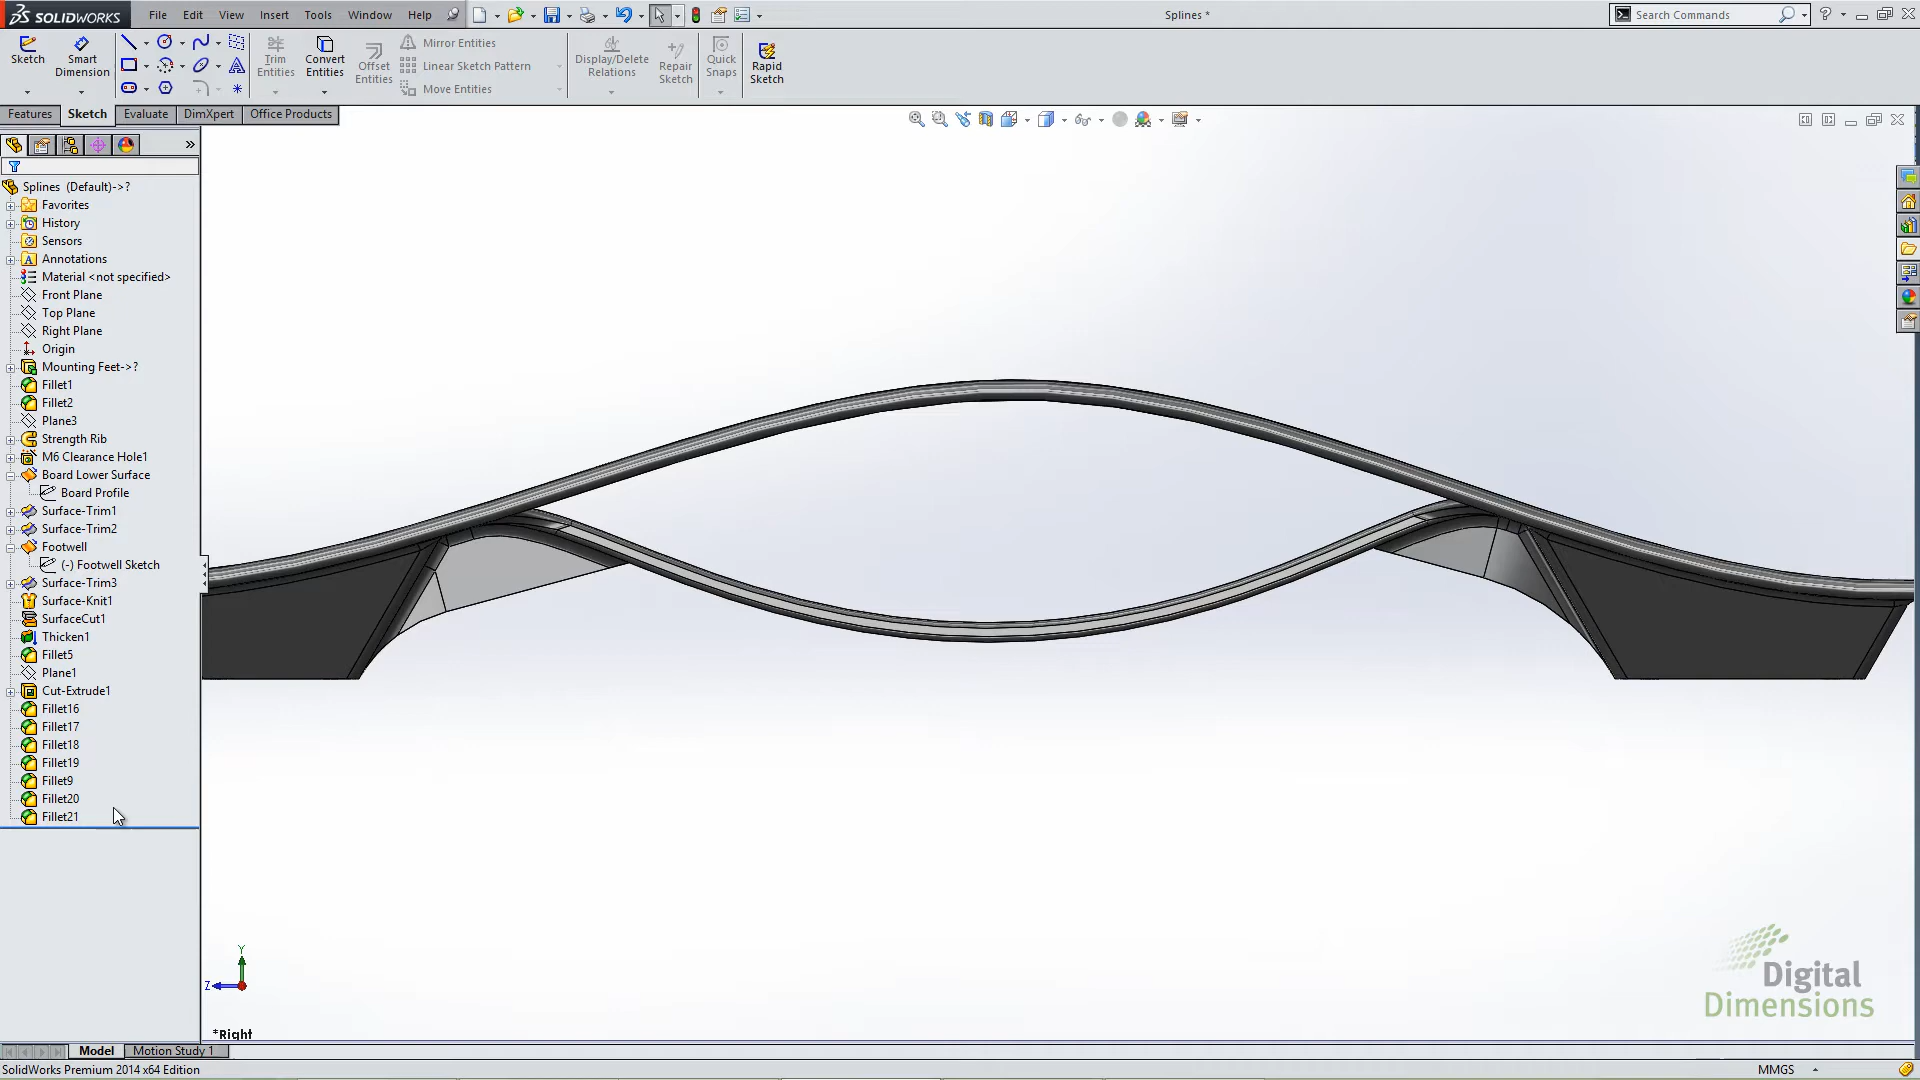 SOLIDWORKS File Edit View Insert Tools Window Help Splines * Search Commands ?
Sketch Smart Dimension Trim Entities Convert Entities Offset Entities Mirror Entities Linear Sketch Pattern Move Entities Display/Delete Relations Repair Sketch Quick Snaps Rapid Sketch
Features Sketch Evaluate DimXpert Office Products
»
Splines (Default)->?
Favorites
History
Sensors
Annotations
Material <not specified>
Front Plane
Top Plane
Right Plane
Origin
Mounting Feet->?
Fillet1
Fillet2
Plane3
Strength Rib
M6 Clearance Hole1
Board Lower Surface
Board Profile
Surface-Trim1
Surface-Trim2
Footwell
(-) Footwell Sketch
Surface-Trim3
Surface-Knit1
SurfaceCut1
Thicken1
Fillet5
Plane1
Cut-Extrude1
Fillet16
Fillet17
Fillet18
Fillet19
Fillet9
Fillet20
Fillet21
Y
Z
*Right
Digital
Dimensions
Model Motion Study 1
SolidWorks Premium 2014 x64 Edition MMGS